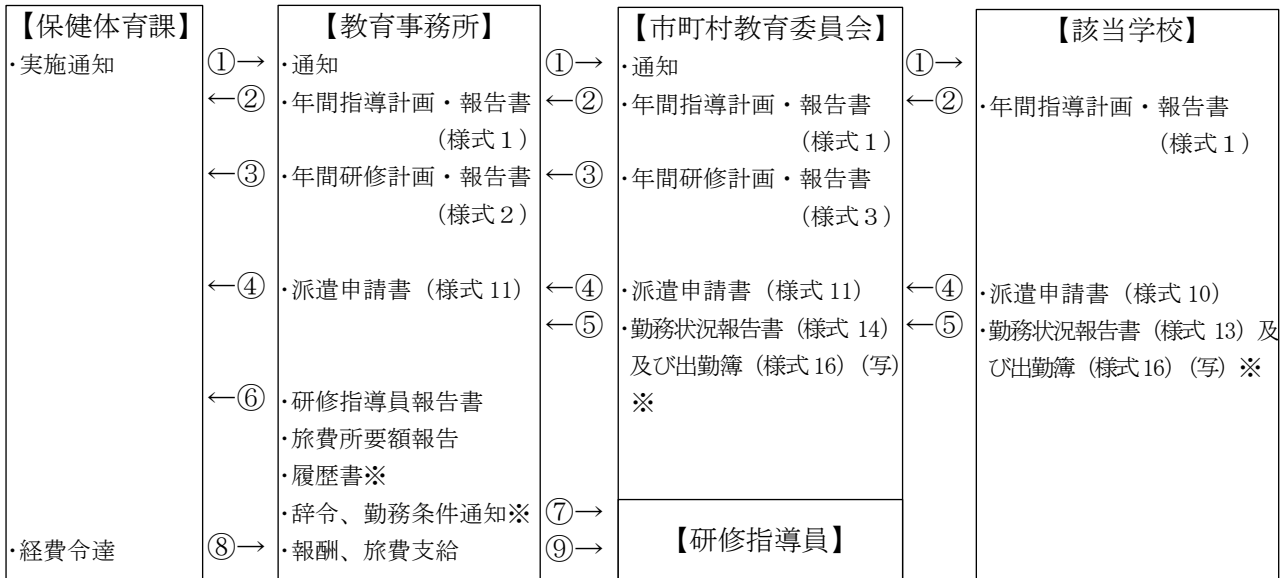 【保健体育課】 【教育事務所】 【市町村教育委員会】 【該当学校】
・実施通知 ①→ ・通知 ①→ ・通知 ①→
←② ・年間指導計画・報告書 ←② ・年間指導計画・報告書 ←② ・年間指導計画・報告書
（様式１） （様式１） （様式１）
←③ ・年間研修計画・報告書 ←③ ・年間研修計画・報告書
（様式２） （様式３）
←④ ・派遣申請書（様式 11） ←④ ・派遣申請書（様式 11） ←④ ・派遣申請書（様式 10）
←⑤ ・勤務状況報告書（様式 14） ←⑤ ・勤務状況報告書（様式 13）及
及び出勤簿（様式 16）（写） び出勤簿（様式 16）（写）※
←⑥ ・研修指導員報告書 ※
・旅費所要額報告
・履歴書※
・辞令、勤務条件通知※ ⑦→
【研修指導員】
・経費令達 ⑧→ ・報酬、旅費支給 ⑨→